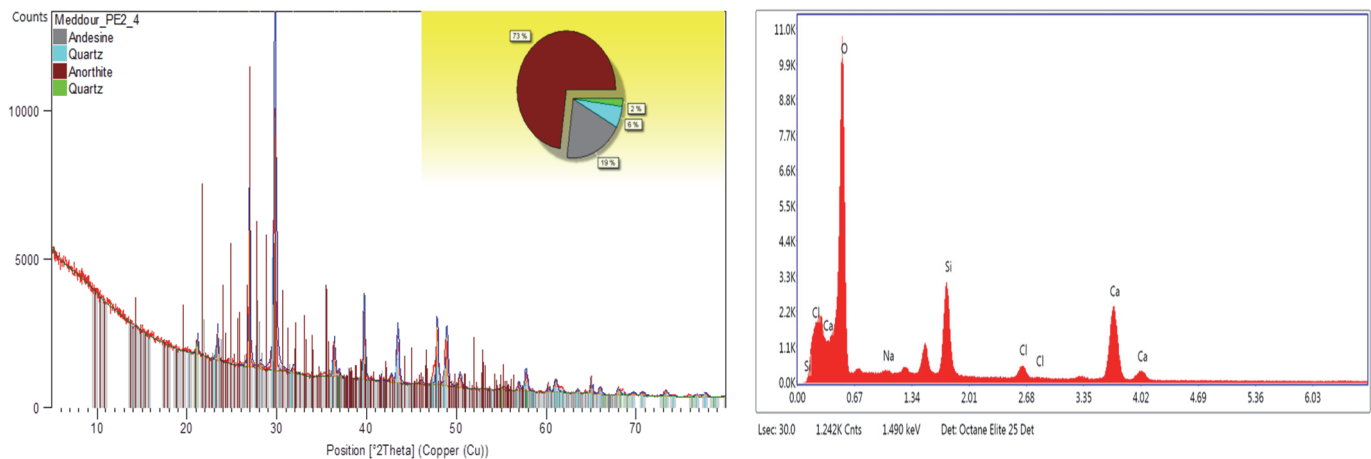 Counts
Meddour_PE2_4
Andesine
Quartz
Anorthite
Quartz
73 %
2 %
6 %
19 %
10000
5000
0
10 20 30 40 50 60 70
Position [°2Theta] (Copper (Cu))
11.0K
9.9K
8.8K
7.7K
6.6K
5.5K
4.4K
3.3K
2.2K
1.1K
0.0K
O
Cl
Ca
Si
Na
Si
Cl
Cl
Ca
Ca
0.00 0.67 1.34 2.01 2.68 3.35 4.02 4.69 5.36 6.03
Lsec: 30.0 1.242K Cnts 1.490 keV Det: Octane Elite 25 Det